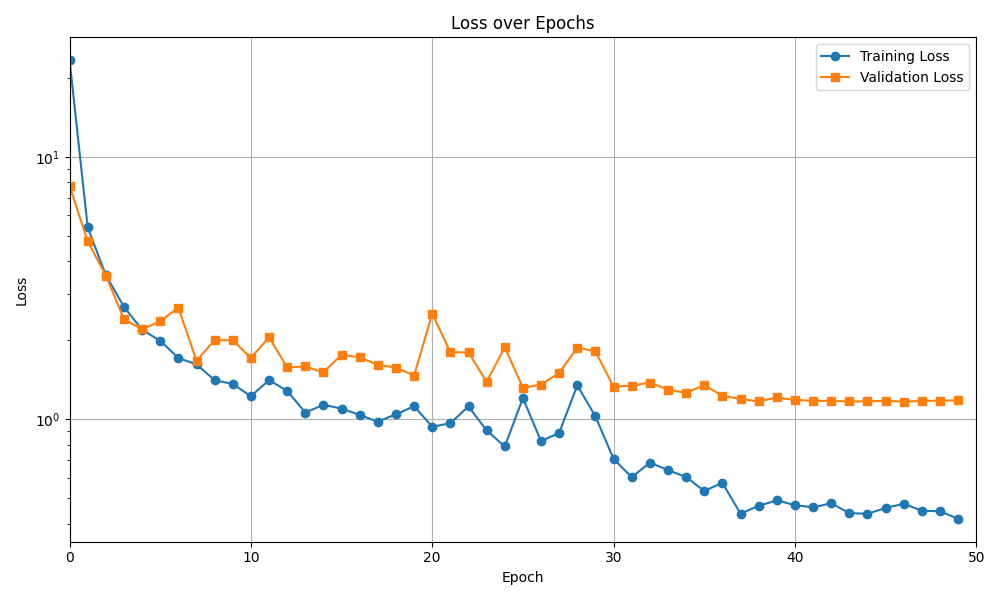 Loss over Epochs
Training Loss
Validation Loss
10¹
10⁰
Loss
0 10 20 30 40 50
Epoch